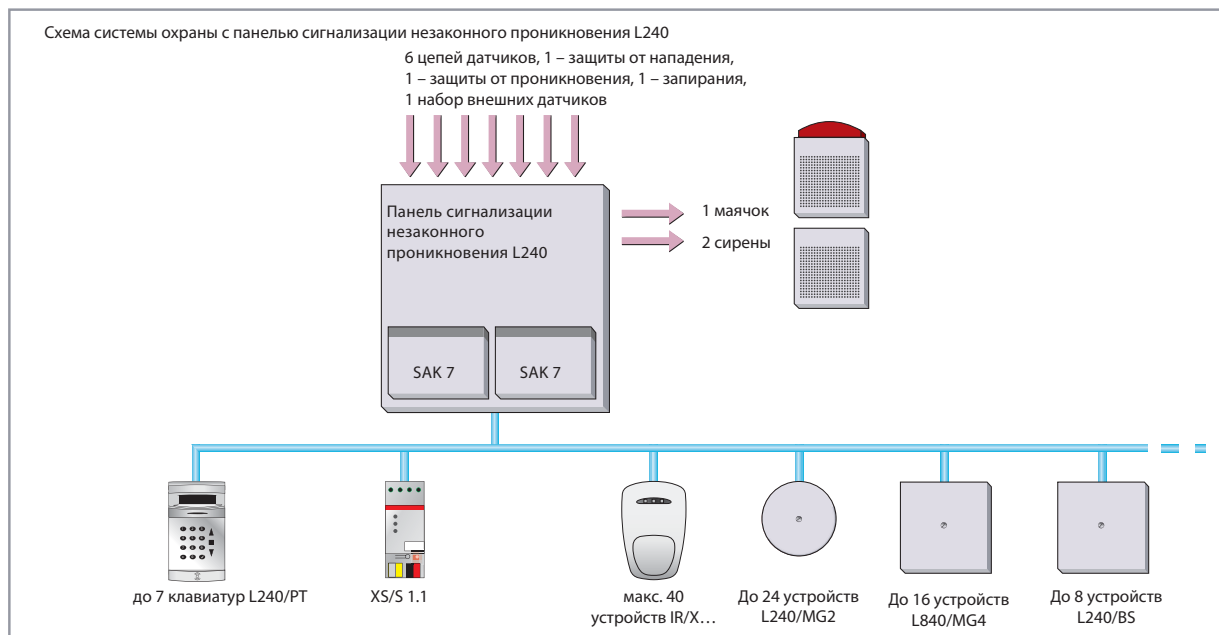 Схема системы охраны с панелью сигнализации незаконного проникновения L240
6 цепей датчиков, 1 – защиты от нападения,
1 – защиты от проникновения, 1 – запирания,
1 набор внешних датчиков
Панель сигнализации
незаконного
проникновения L240
1 маячок
2 сирены
SAK 7
SAK 7
до 7 клавиатур L240/PT
XS/S 1.1
макс. 40
устройств IR/X…
До 24 устройств
L240/MG2
До 16 устройств
L840/MG4
До 8 устройств
L240/BS